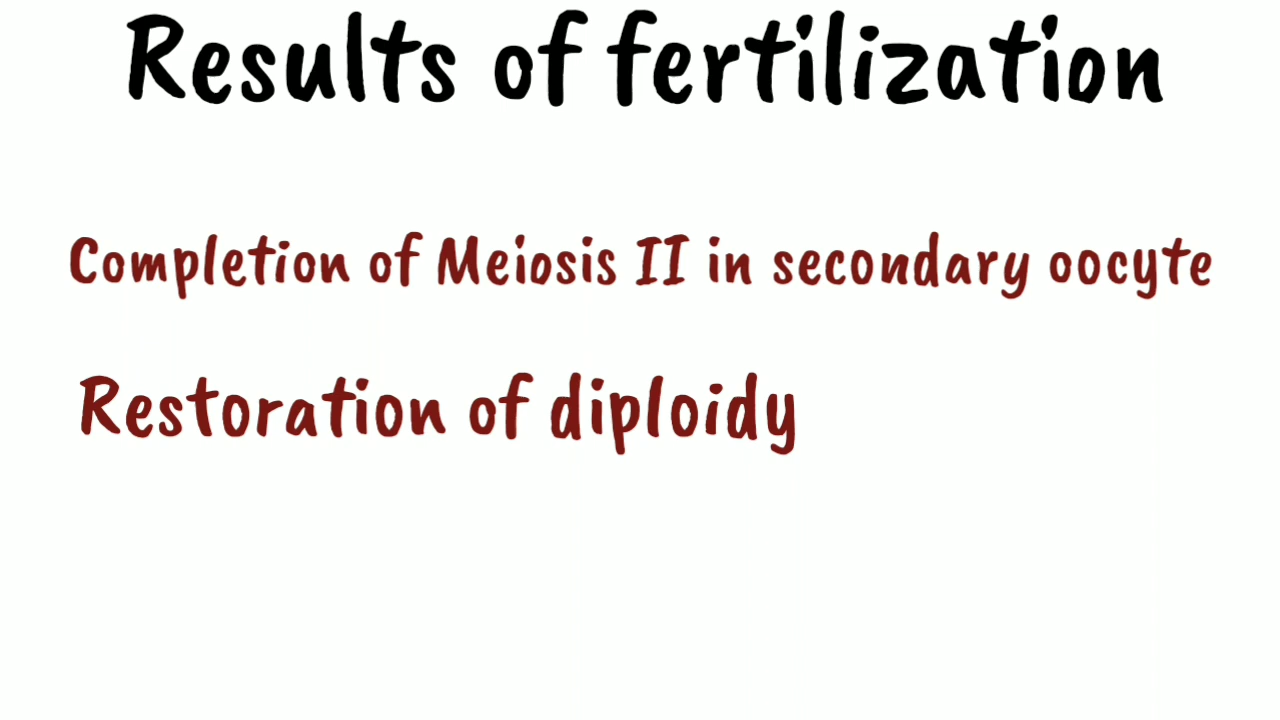 Results of fertilization
Completion of Meiosis II in secondary oocyte
Restoration of diploidy